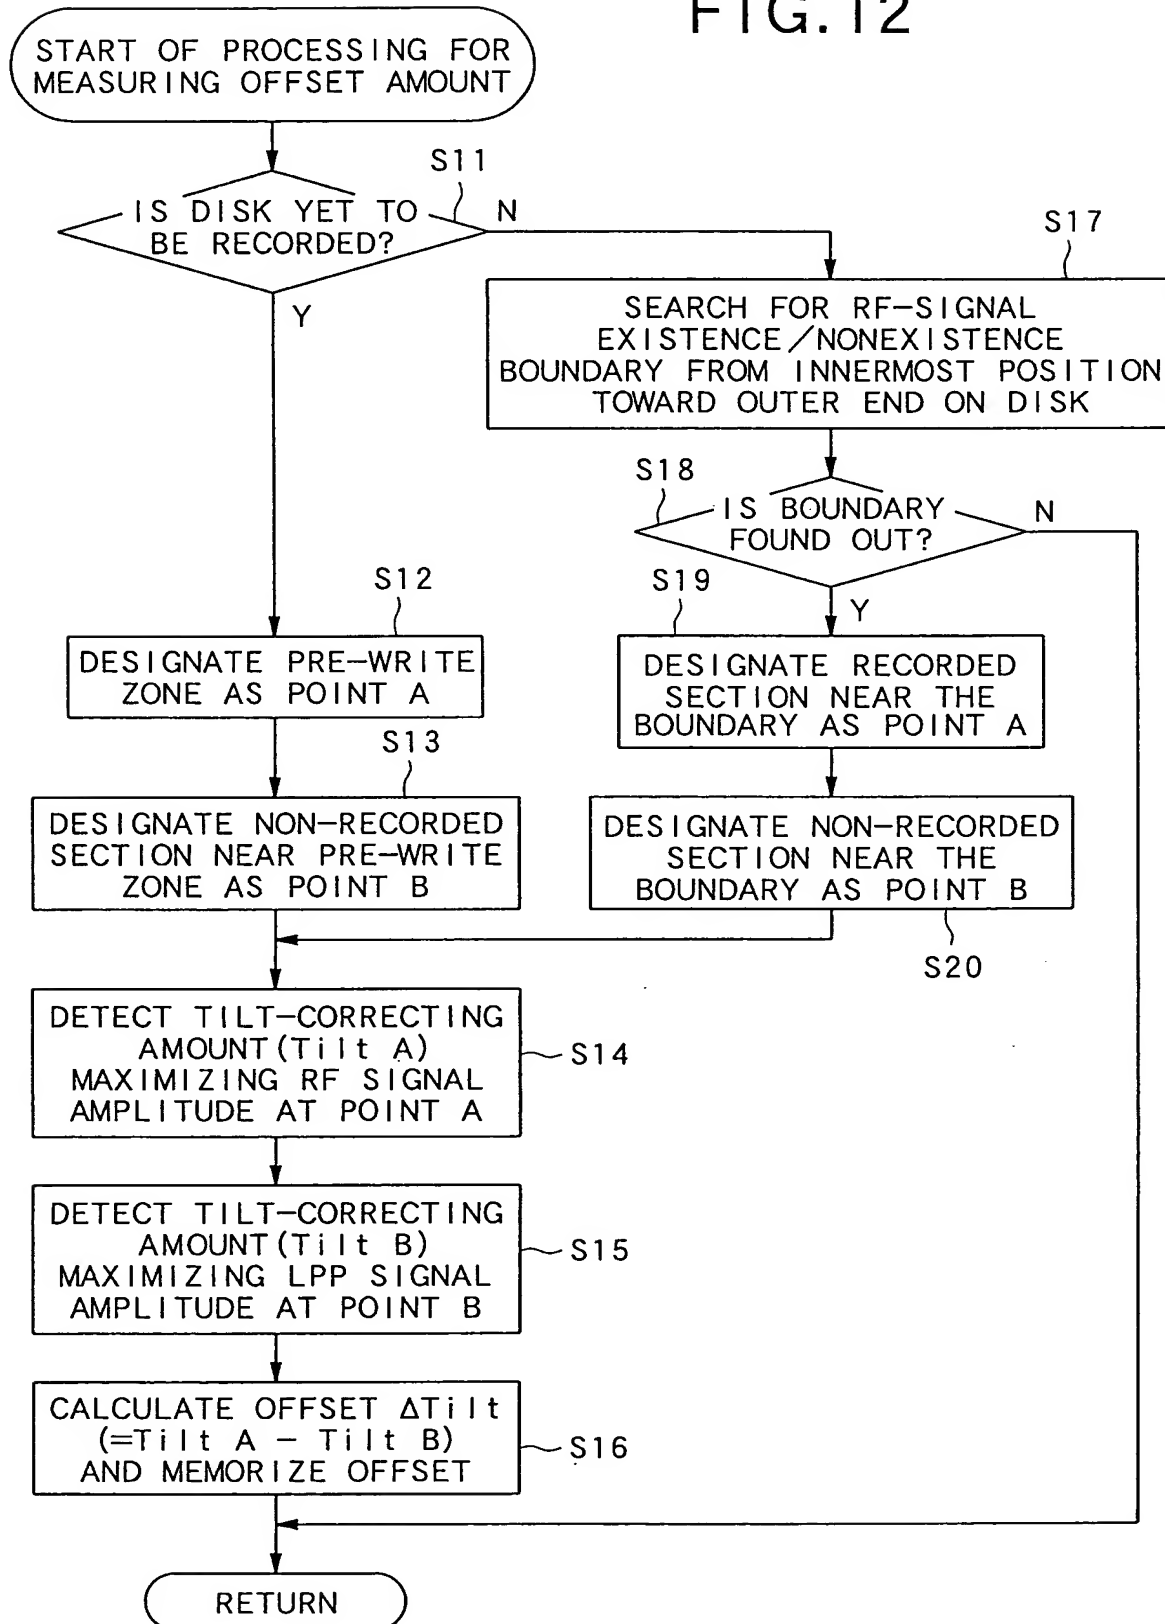 FIG.12
START OF PROCESSING FOR
MEASURING OFFSET AMOUNT
S11
IS DISK YET TO
BE RECORDED?
N
Y
S17
SEARCH FOR RF-SIGNAL
EXISTENCE/NONEXISTENCE
BOUNDARY FROM INNERMOST POSITION
TOWARD OUTER END ON DISK
S18
IS BOUNDARY
FOUND OUT?
N
Y
S12
DESIGNATE PRE-WRITE
ZONE AS POINT A
S19
DESIGNATE RECORDED
SECTION NEAR THE
BOUNDARY AS POINT A
S13
DESIGNATE NON-RECORDED
SECTION NEAR PRE-WRITE
ZONE AS POINT B
DESIGNATE NON-RECORDED
SECTION NEAR THE
BOUNDARY AS POINT B
S20
DETECT TILT-CORRECTING
AMOUNT(Tilt A)
MAXIMIZING RF SIGNAL
AMPLITUDE AT POINT A
S14
DETECT TILT-CORRECTING
AMOUNT(Tilt B)
MAXIMIZING LPP SIGNAL
AMPLITUDE AT POINT B
S15
CALCULATE OFFSET ΔTilt
(=Tilt A - Tilt B)
AND MEMORIZE OFFSET
S16
RETURN